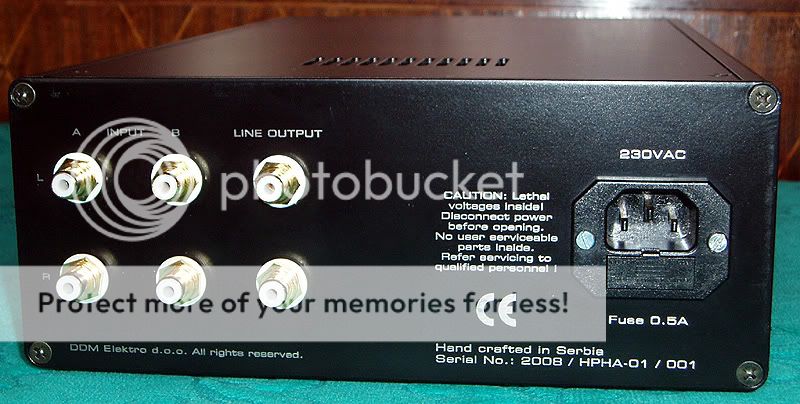 A INPUT B LINE OUTPUT
L
R
230VAC
CAUTION: Lethal
voltages inside!
Disconnect power
before opening.
No user serviceable
parts inside.
Refer servicing to
qualified personnel !
CE
Fuse 0.5A
DDM Elektro d.o.o. All rights reserved.
Hand crafted in Serbia
Serial No.: 2008 / HPHA-01 / 001
photobucket
Protect more of your memories for less!